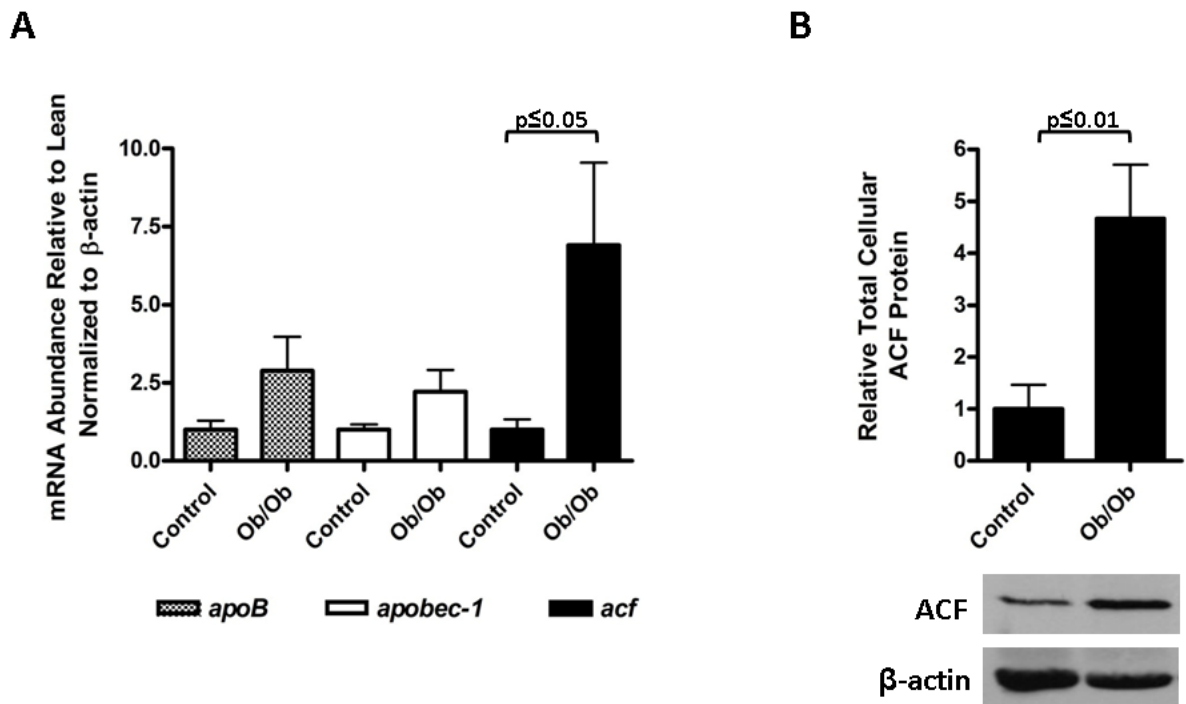 A
mRNA Abundance Relative to Lean
Normalized to β-actin
10.0
7.5
5.0
2.5
0.0
p≤0.05
Control
Ob/Ob
Control
Ob/Ob
Control
Ob/Ob
apoB
apobec-1
acf
B
Relative Total Cellular
ACF Protein
6
5
4
3
2
1
0
p≤0.01
Control
Ob/Ob
ACF
β-actin